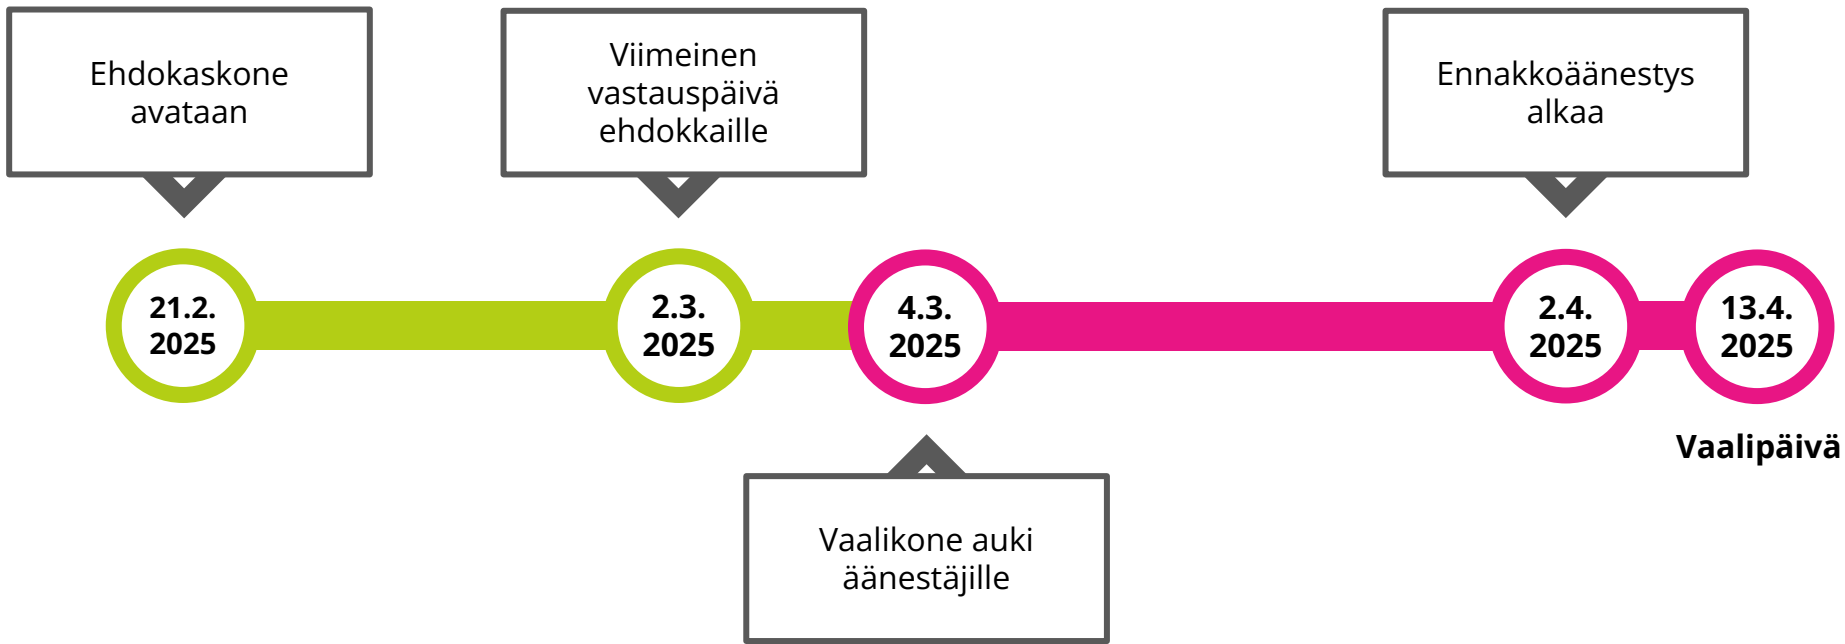 Ehdokaskone
avataan
Viimeinen
vastauspäivä
ehdokkaille
Ennakkoäänestys
alkaa
21.2.
2025
2.3.
2025
4.3.
2025
2.4.
2025
13.4.
2025
Vaalipäivä
Vaalikone auki
äänestäjille